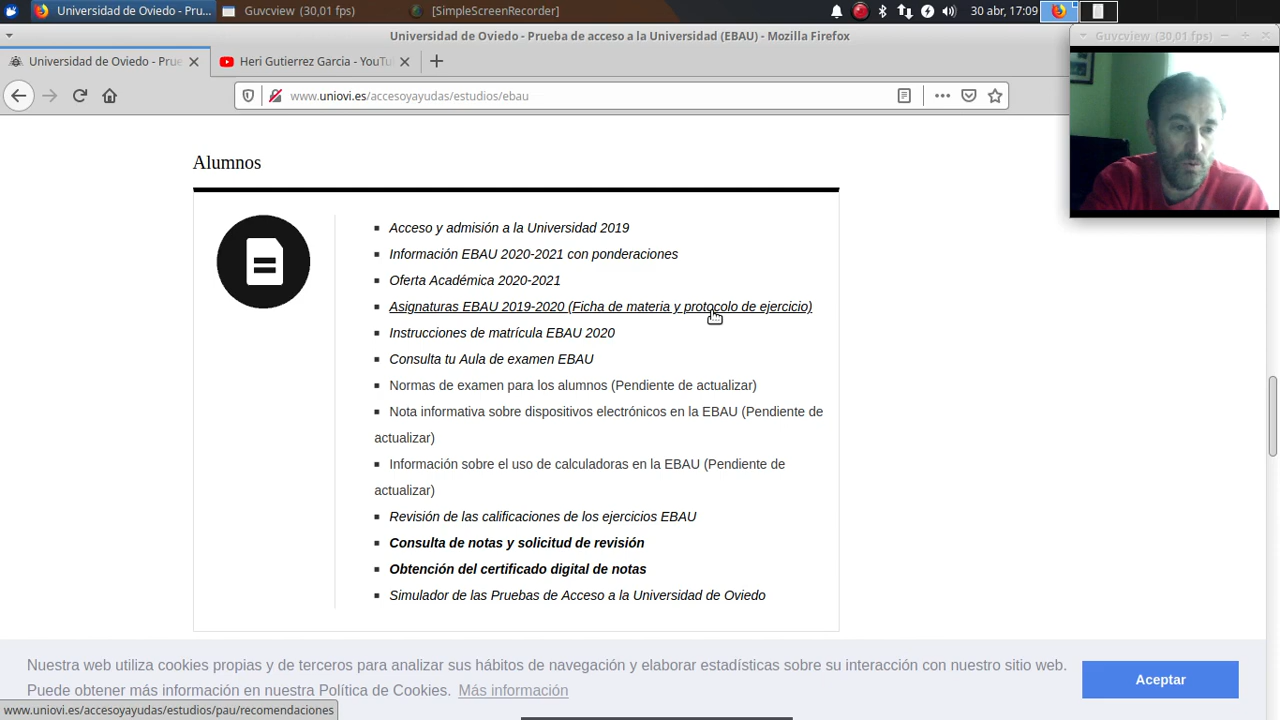 Universidad de Oviedo - Pru...
Guvcview (30,01 fps)
[SimpleScreenRecorder]
30 abr, 17:09
Universidad de Oviedo - Prueba de acceso a la Universidad (EBAU) - Mozilla Firefox
Guvcview (30,01 fps)
Universidad de Oviedo - Prue
Heri Gutierrez Garcia - YouTu
www.uniovi.es/accesoyayudas/estudios/ebau
Alumnos
Acceso y admisión a la Universidad 2019
Información EBAU 2020-2021 con ponderaciones
Oferta Académica 2020-2021
Asignaturas EBAU 2019-2020 (Ficha de materia y protocolo de ejercicio)
Instrucciones de matrícula EBAU 2020
Consulta tu Aula de examen EBAU
Normas de examen para los alumnos (Pendiente de actualizar)
Nota informativa sobre dispositivos electrónicos en la EBAU (Pendiente de
actualizar)
Información sobre el uso de calculadoras en la EBAU (Pendiente de
actualizar)
Revisión de las calificaciones de los ejercicios EBAU
Consulta de notas y solicitud de revisión
Obtención del certificado digital de notas
Simulador de las Pruebas de Acceso a la Universidad de Oviedo
Nuestra web utiliza cookies propias y de terceros para analizar sus hábitos de navegación y elaborar estadísticas sobre su interacción con nuestro sitio web.
Puede obtener más información en nuestra Política de Cookies. Más información
Aceptar
www.uniovi.es/accesoyayudas/estudios/pau/recomendaciones